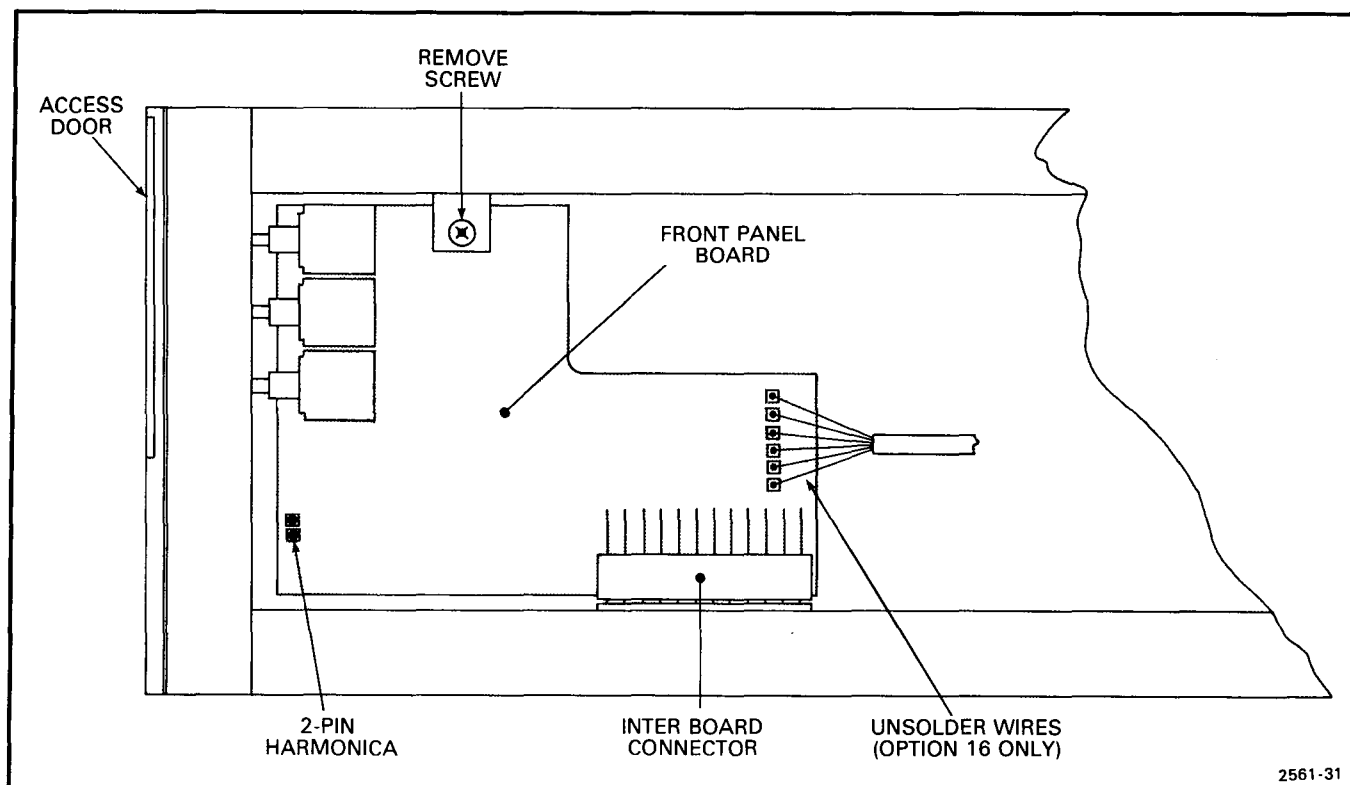 REMOVE
SCREW
ACCESS
DOOR
FRONT PANEL
BOARD
2-PIN
HARMONICA
INTER BOARD
CONNECTOR
UNSOLDER WIRES
(OPTION 16 ONLY)
2561-31